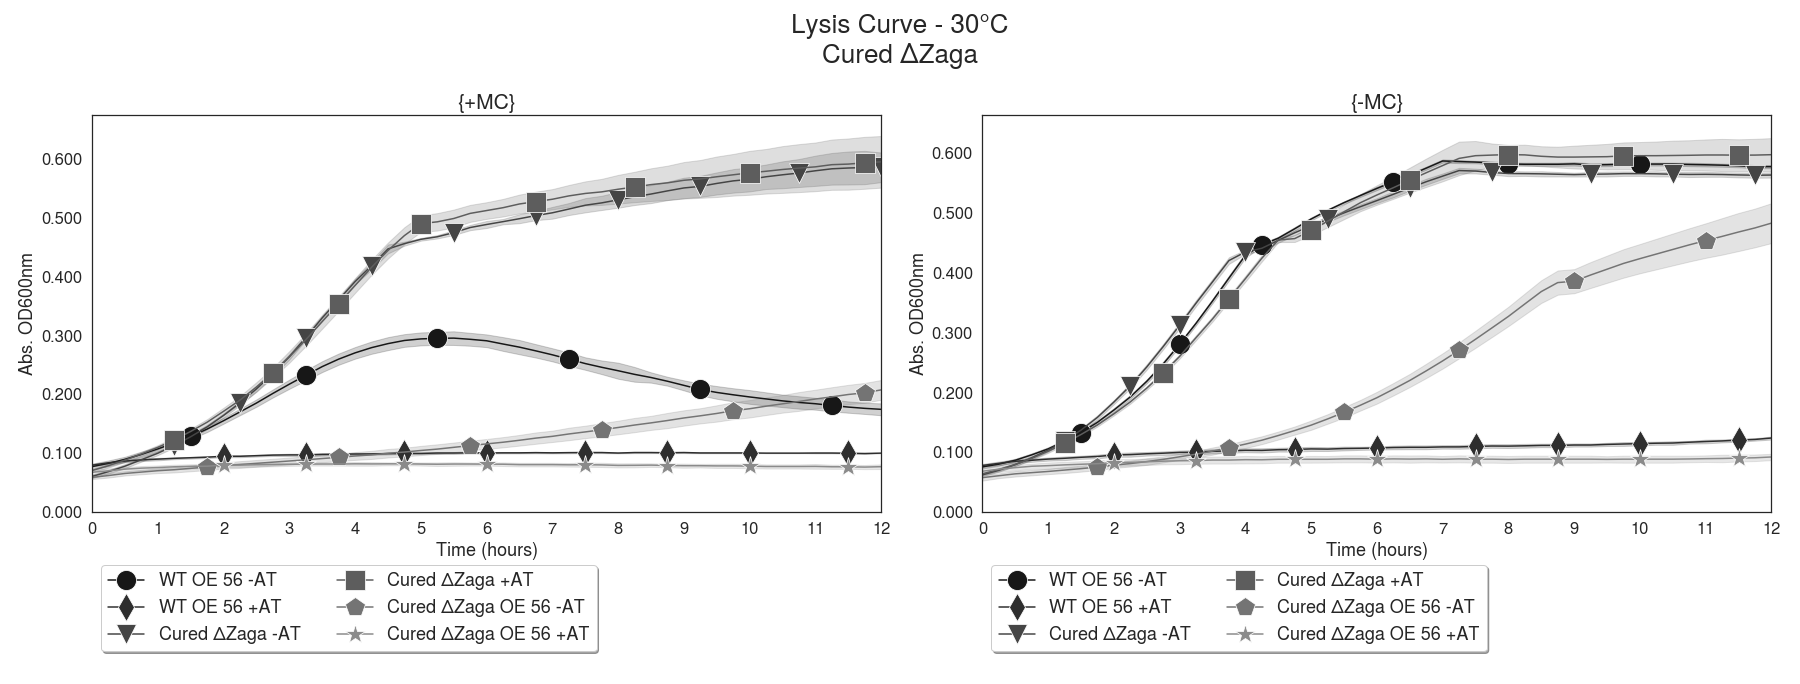 Lysis Curve - 30°C
Cured ΔZaga
{+MC}
Abs. OD600nm
0.600
0.500
0.400
0.300
0.200
0.100
0.000
0 1 2 3 4 5 6 7 8 9 10 11 12
Time (hours)
WT OE 56 -AT
WT OE 56 +AT
Cured ΔZaga -AT
Cured ΔZaga +AT
Cured ΔZaga OE 56 -AT
Cured ΔZaga OE 56 +AT
{-MC}
Abs. OD600nm
0.600
0.500
0.400
0.300
0.200
0.100
0.000
0 1 2 3 4 5 6 7 8 9 10 11 12
Time (hours)
WT OE 56 -AT
WT OE 56 +AT
Cured ΔZaga -AT
Cured ΔZaga +AT
Cured ΔZaga OE 56 -AT
Cured ΔZaga OE 56 +AT